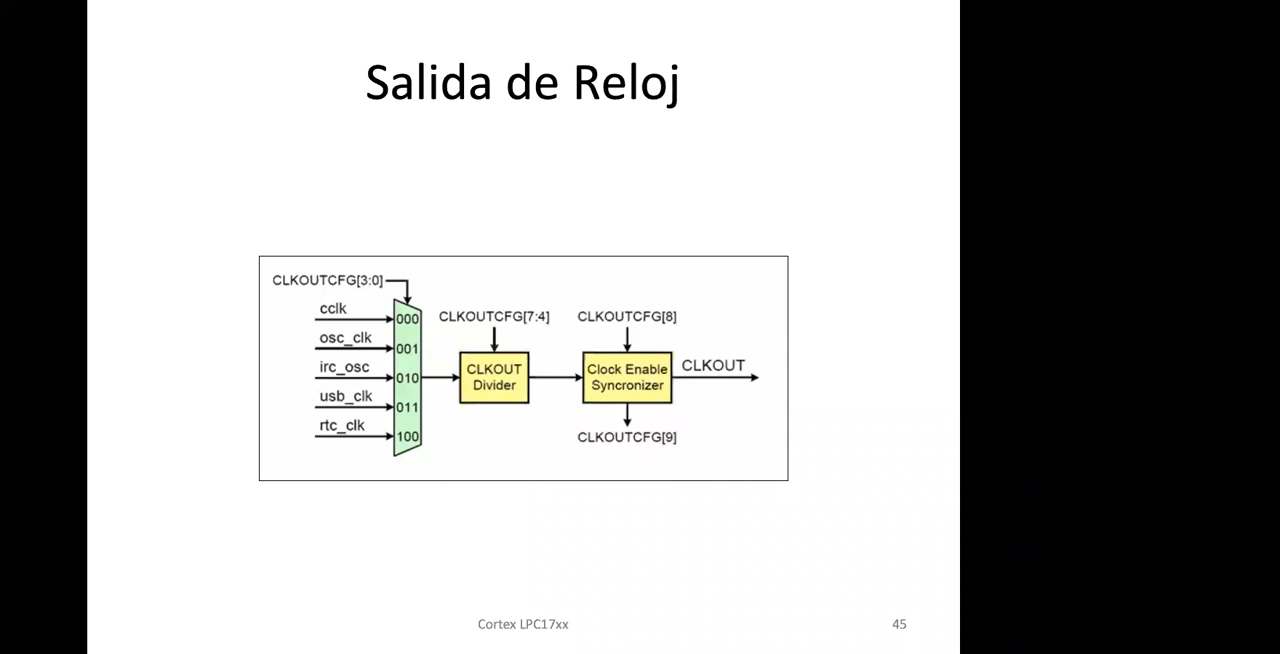 Salida de Reloj
CLKOUTCFG[3:0]
cclk
000
osc_clk
001
irc_osc
010
usb_clk
011
rtc_clk
100
CLKOUTCFG[7:4]
CLKOUT
Divider
CLKOUTCFG[8]
Clock Enable
Syncronizer
CLKOUT
CLKOUTCFG[9]
Cortex LPC17xx
45